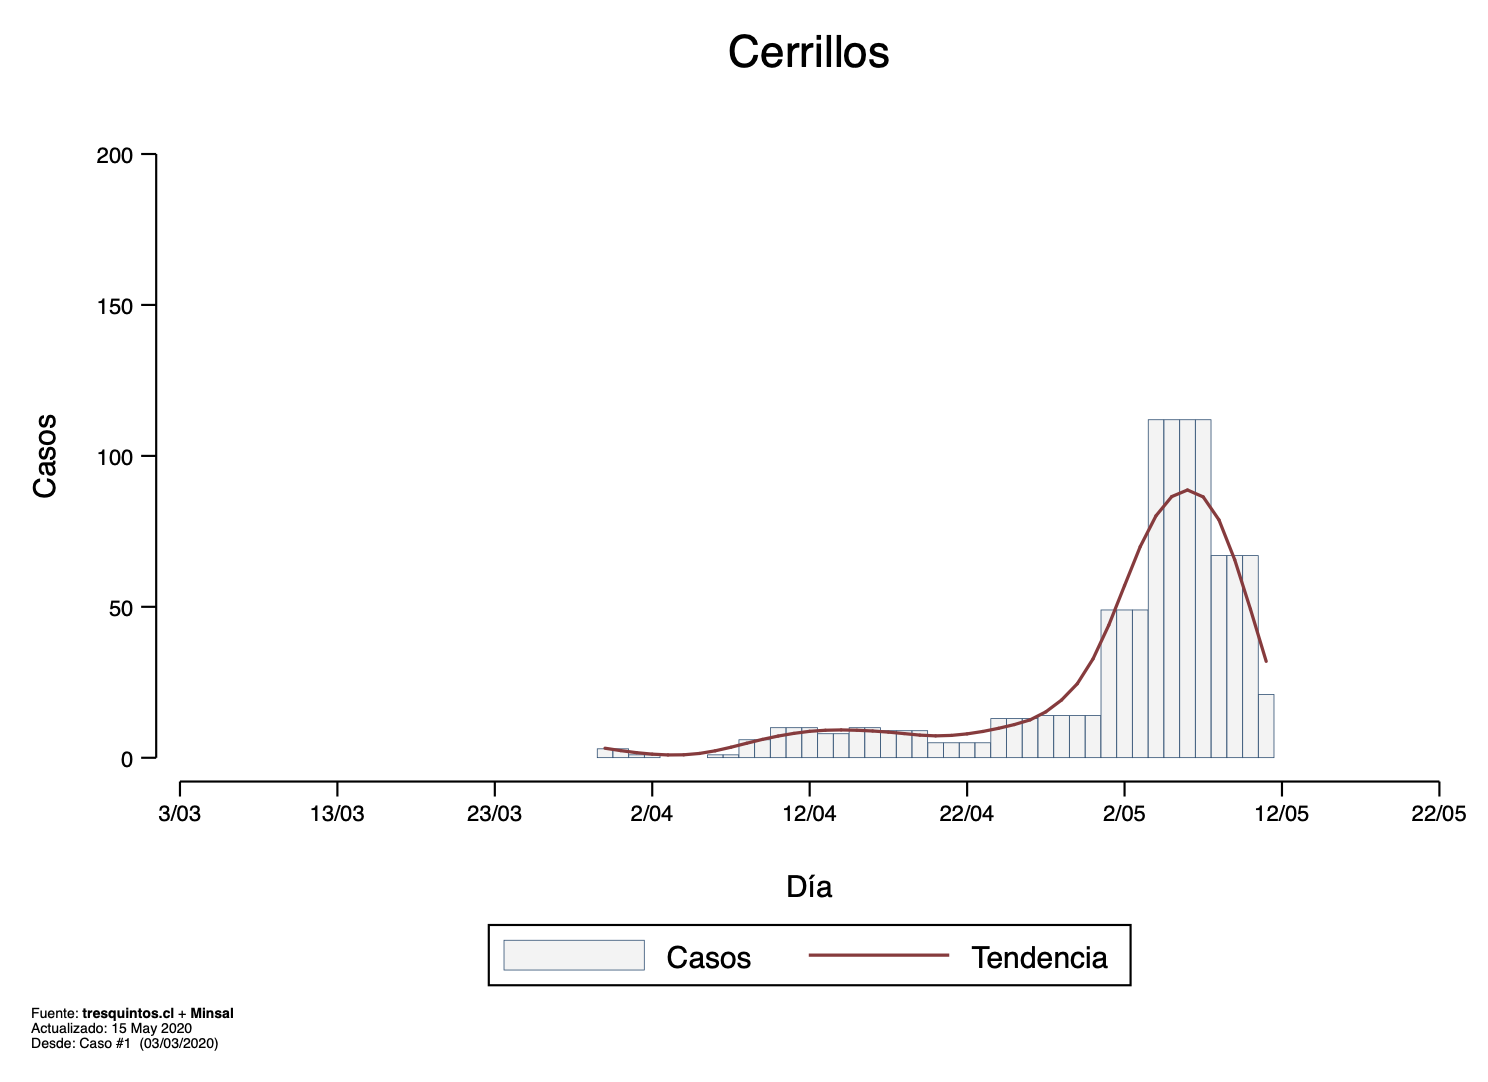 Cerrillos
200
150
100
50
0
Casos
3/03 13/03 23/03 2/04 12/04 22/04 2/05 12/05 22/05
Día
Casos Tendencia
Fuente: tresquintos.cl + Minsal
Actualizado: 15 May 2020
Desde: Caso #1 (03/03/2020)